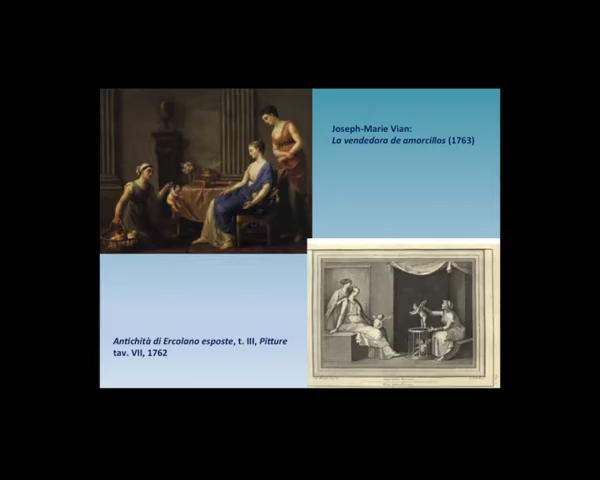 Joseph-Marie Vian:
La vendedora de amorcillos (1763)
Antichità di Ercolano esposte, t. III, Pitture
tav. VII, 1762